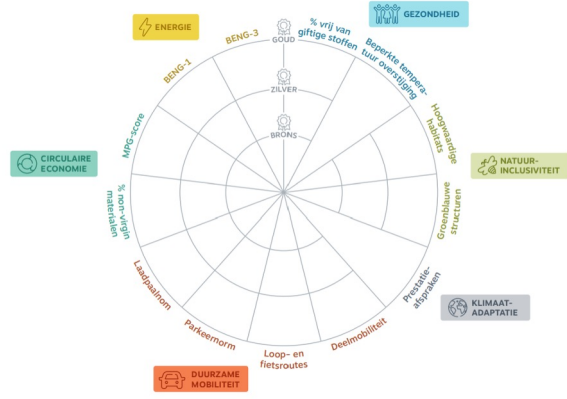 ENERGIE
GEZONDHEID
BENG-3
GOUD
% vrij van
giftige stoffen
Beperkte tempera-
tuur overstijging
BENG-1
ZILVER
Hoogwaardige
habitats
MPG-score
BRONS
CIRCULAIRE
ECONOMIE
NATUUR-
INCLUSIVITEIT
% non-virgin
materialen
Groenblauwe
structuren
Laadpaalnom
Prestatie-
afspraken
KLIMAAT-
ADAPTATIE
Parkeernorm
Loop- en
fietsroutes
Deelmobiliteit
DUURZAME
MOBILITEIT